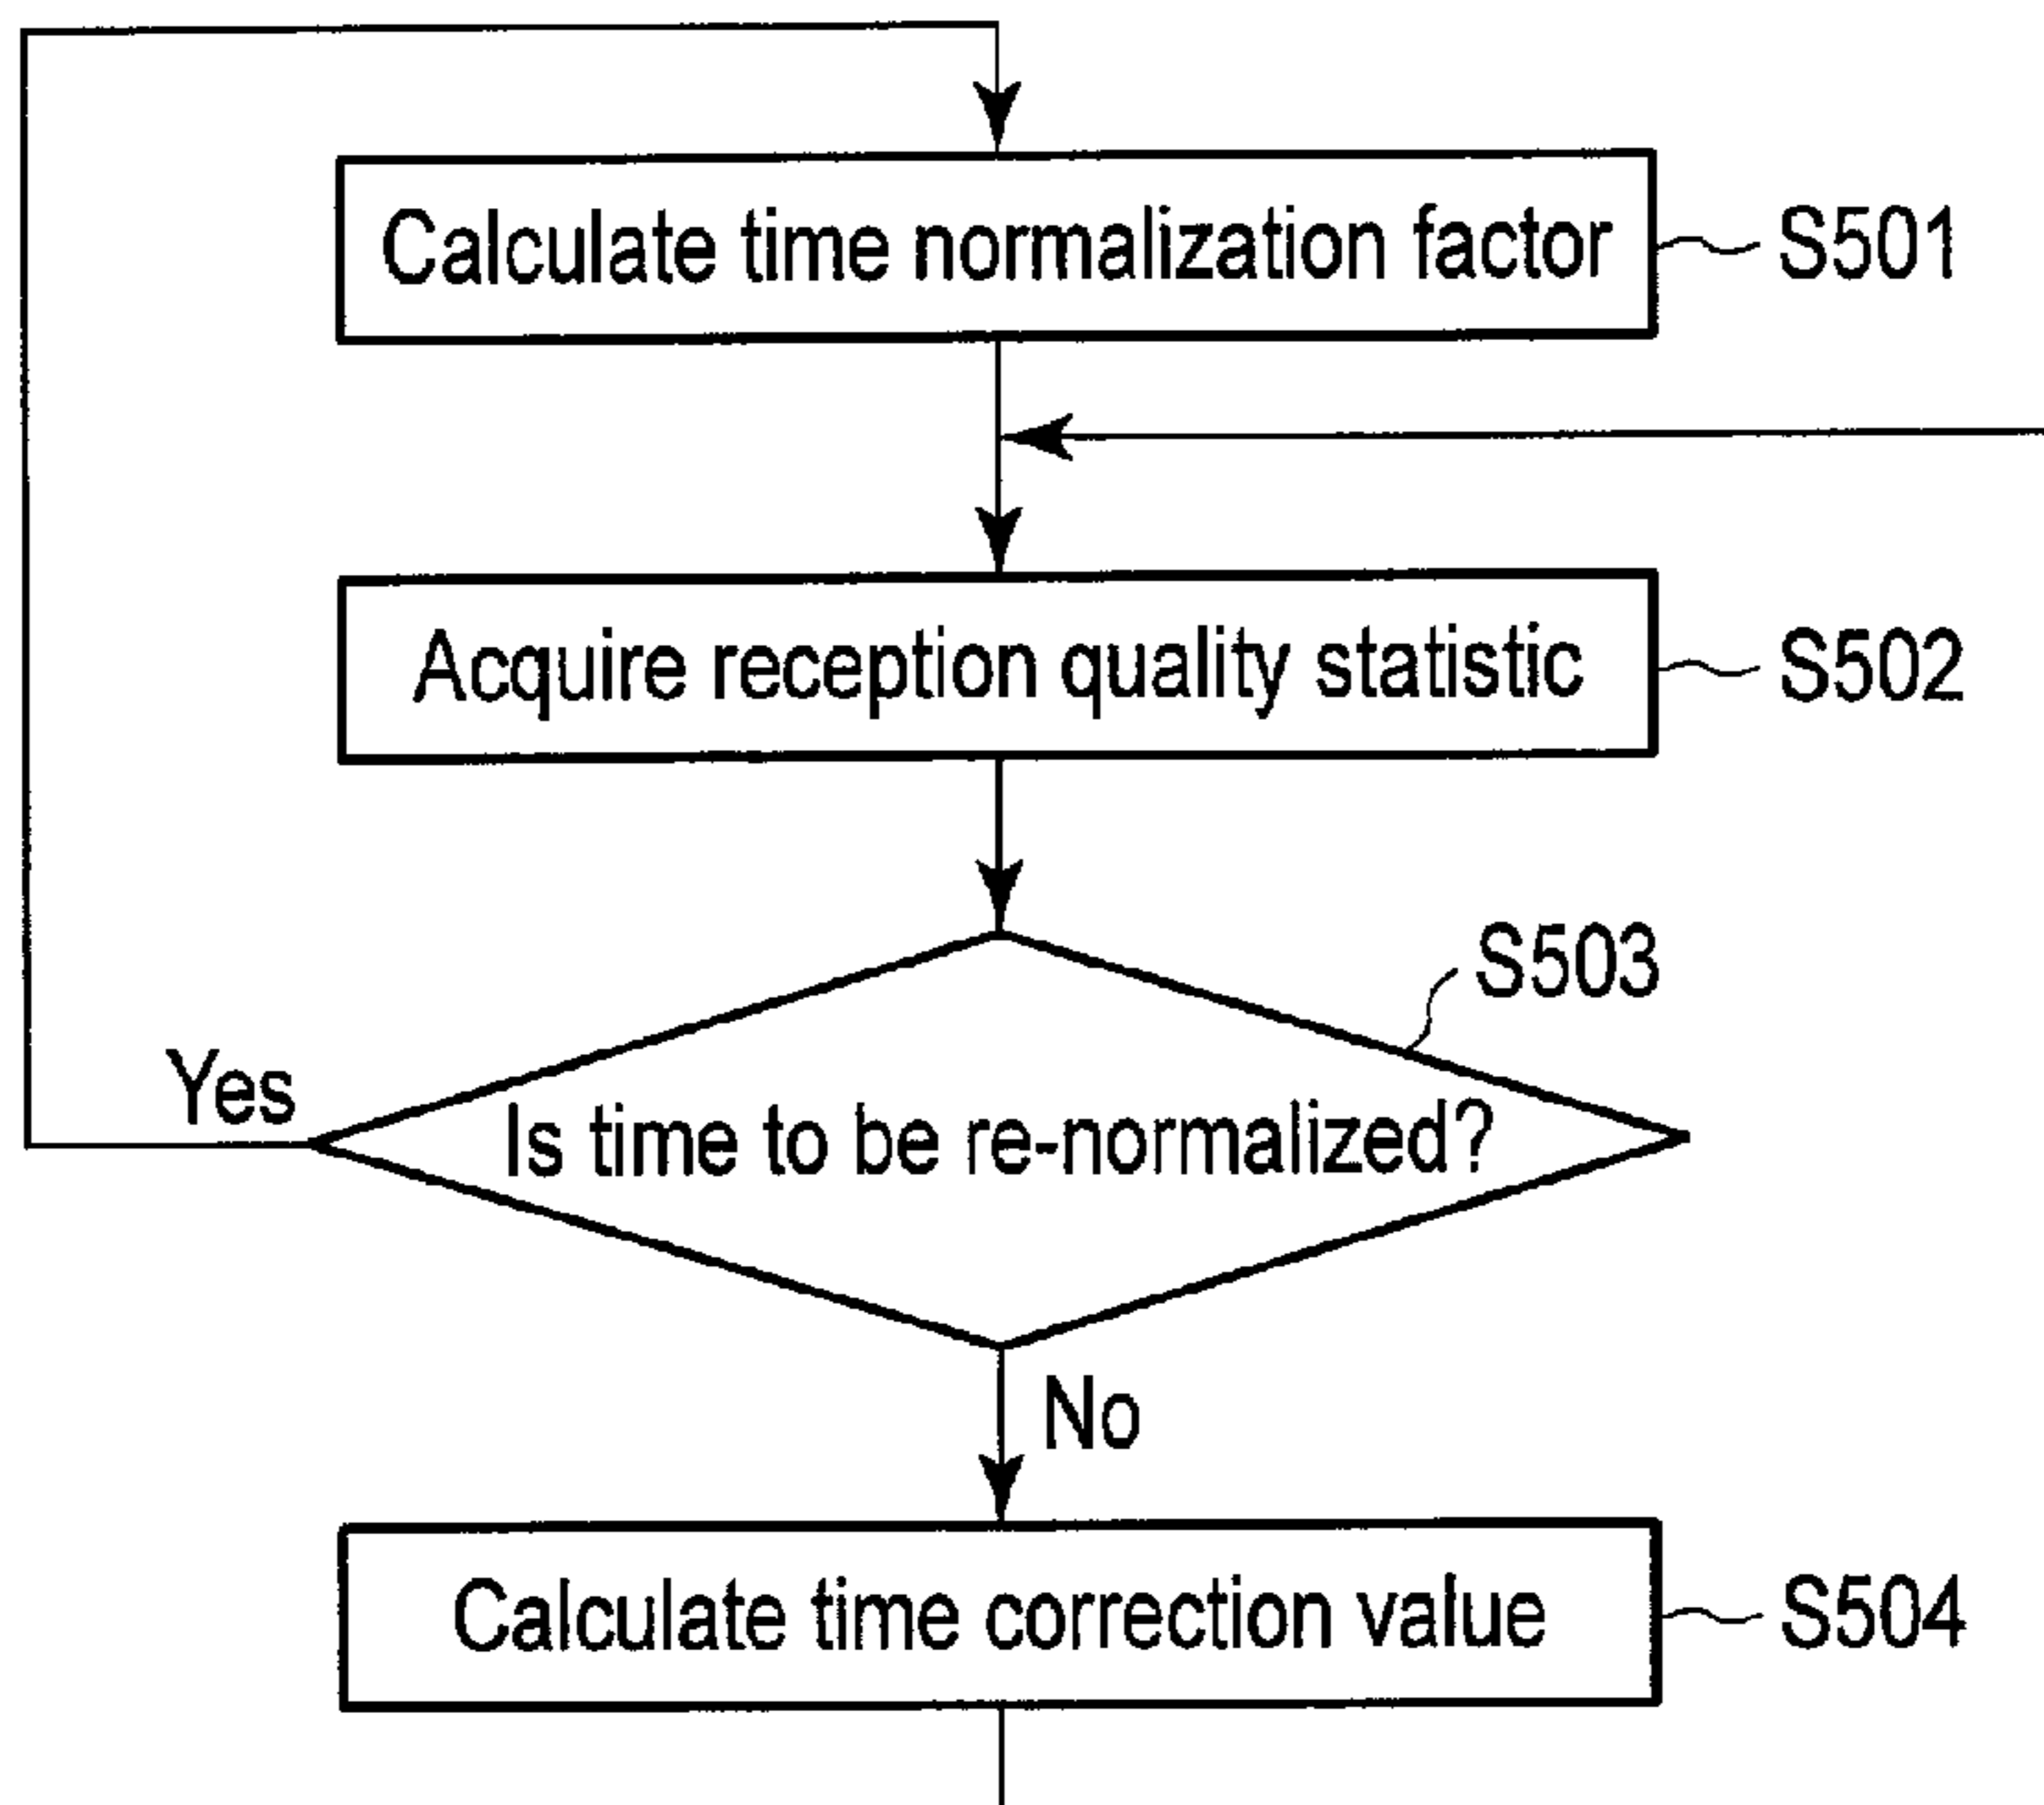 Calculate time normalization factor S501
Acquire reception quality statistic S502
S503
Yes
Is time to be re-normalized?
No
Calculate time correction value S504